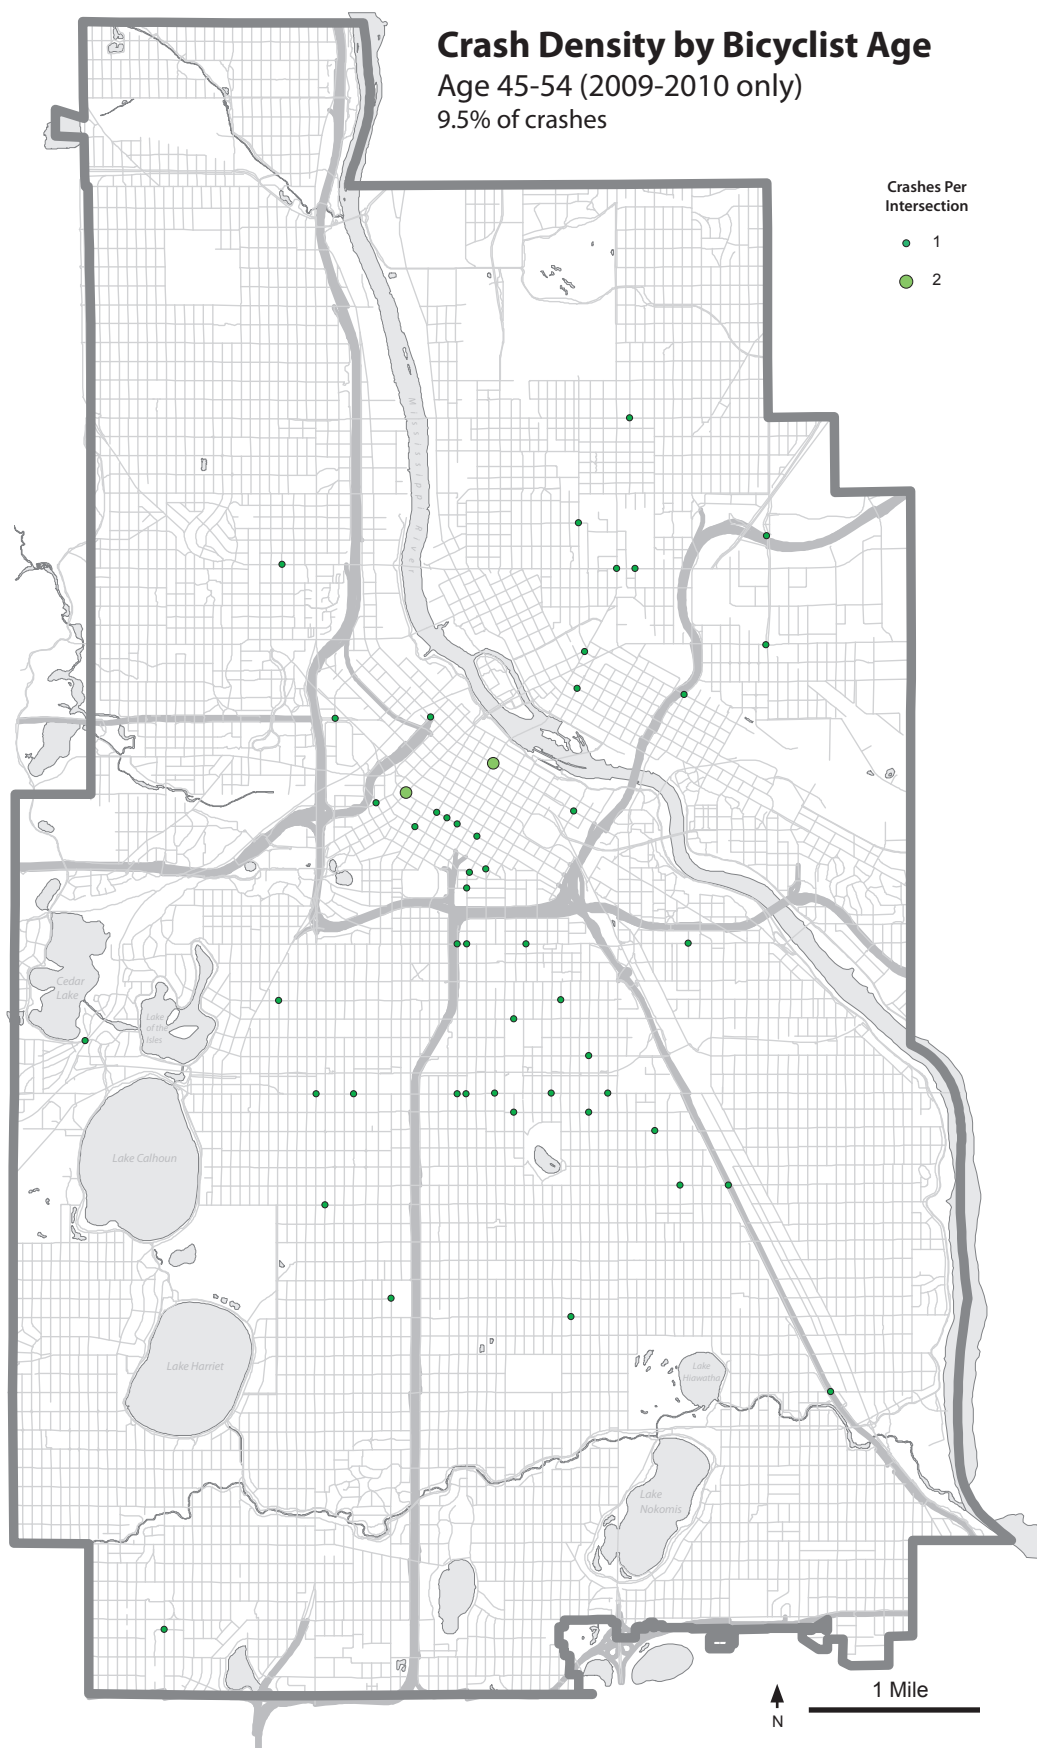 Crash Density by Bicyclist Age
Age 45-54 (2009-2010 only)
9.5% of crashes
Crashes Per
Intersection
1
2
Mississippi River
Cedar
Lake
Lake
of the
Isles
Lake Calhoun
Lake Harriet
Lake
Hiawatha
Lake
Nokomis
1 Mile
N